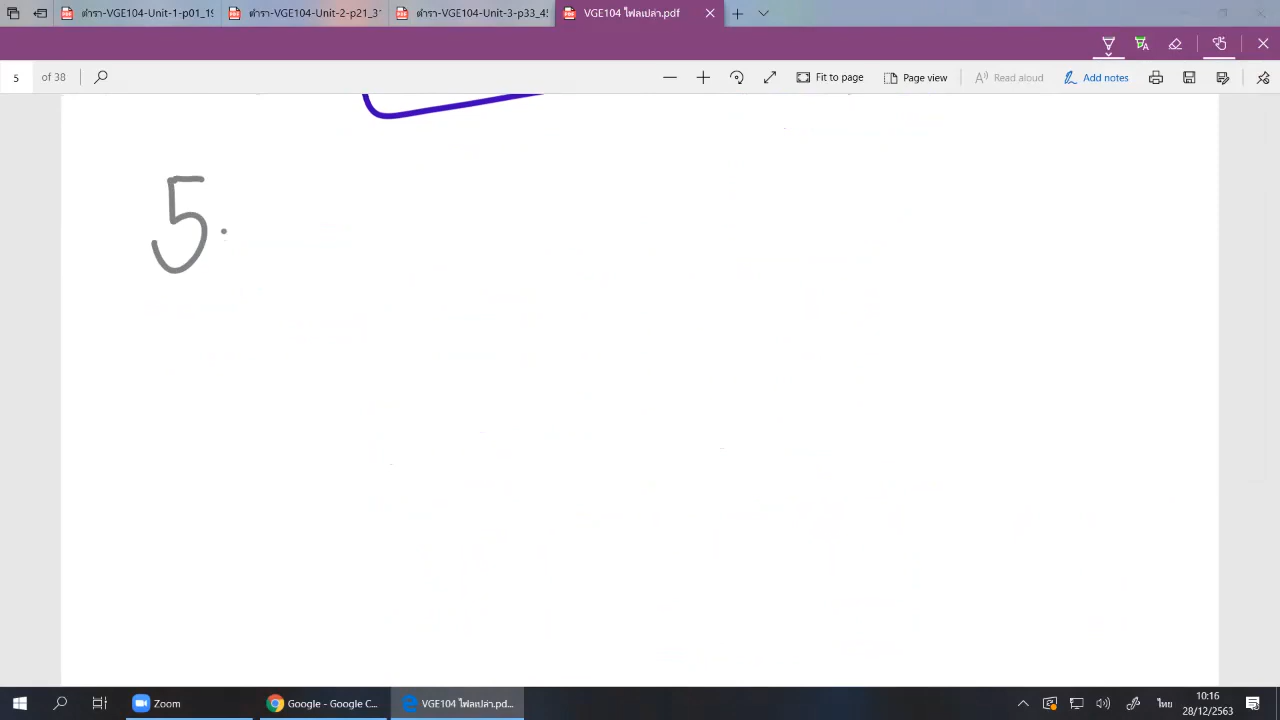 ตำรา-VGE104-Unit-1-p01_1
ตำรา-VGE104-Unit-2-p21_3
ตำรา-VGE104-Unit-3-p33_4
VGE104 ไฟลเปล่า.pdf
5 of 38
Fit to page
Page view
Read aloud
Add notes
5.
Zoom
Google - Google C...
VGE104 ไฟลเปล่า.pd...
ไทย
10:16
28/12/2563